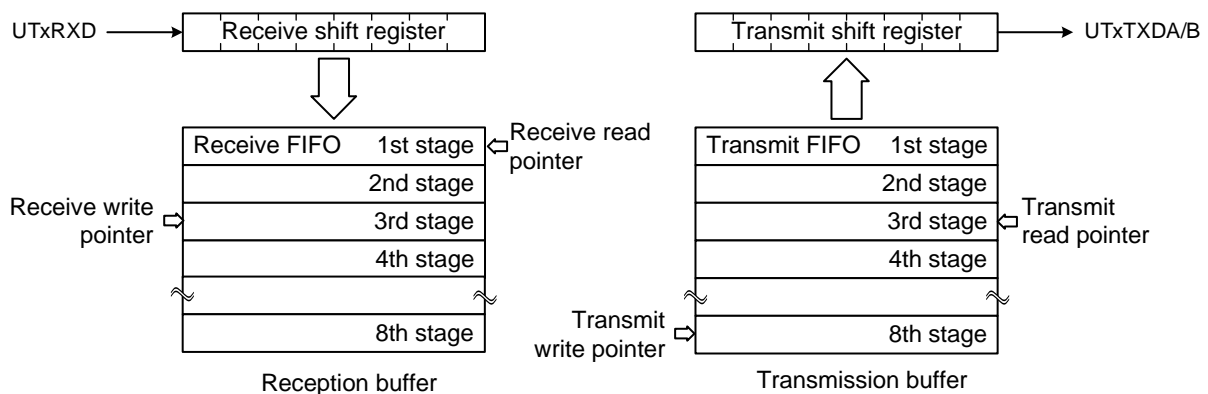 UTxRXD
Receive shift register
Receive FIFO 1st stage
Receive read
pointer
2nd stage
Receive write
pointer
3rd stage
4th stage
8th stage
Reception buffer
Transmit shift register
UTxTXDA/B
Transmit FIFO 1st stage
2nd stage
3rd stage
Transmit
read pointer
4th stage
Transmit
write pointer
8th stage
Transmission buffer